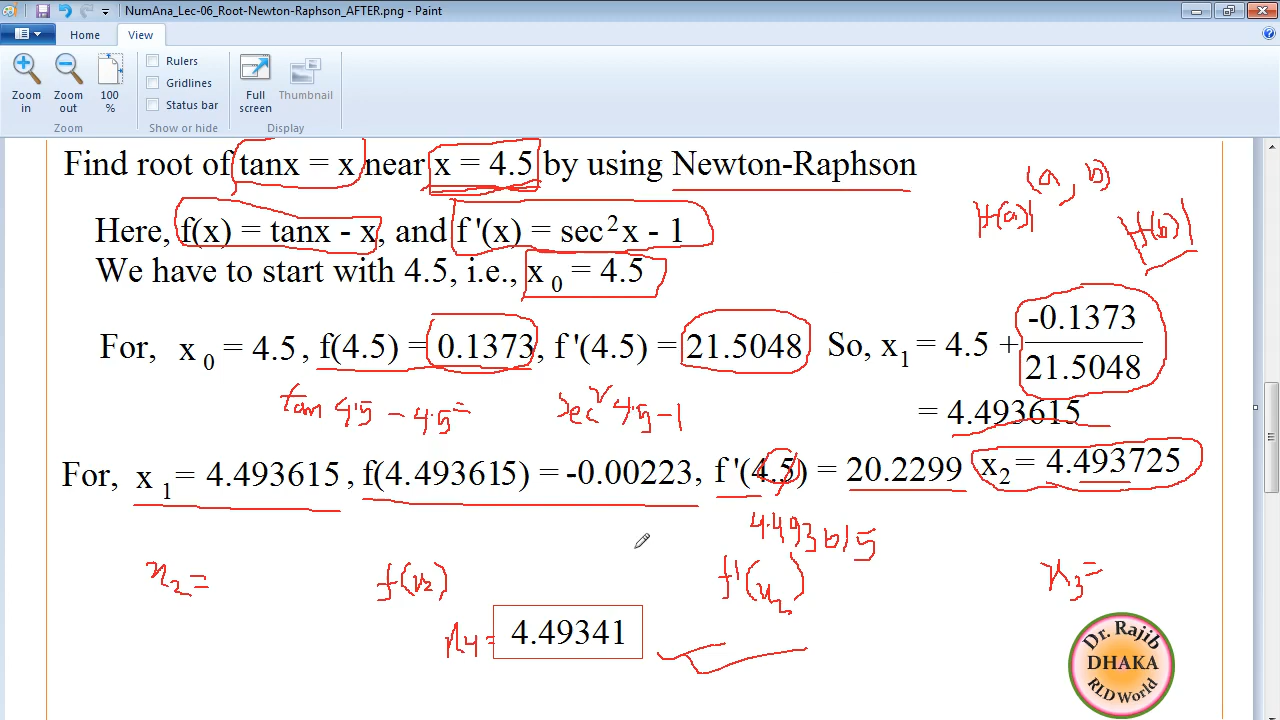 NumAna_Lec-06_Root-Newton-Raphson_AFTER.png - Paint
Home View
Zoom in Zoom out 100 % Rulers Gridlines Status bar Full screen Thumbnail
Zoom Show or hide Display
Find root of tanx = x near x = 4.5 by using Newton-Raphson
(a, b)
|f(a)| |f(b)|
Here, f(x) = tanx - x, and f '(x) = sec²x - 1
We have to start with 4.5, i.e., x₀ = 4.5
For, x₀ = 4.5, f(4.5) = 0.1373, f '(4.5) = 21.5048 So, x₁ = 4.5 + -0.1373 / 21.5048
tan 4.5 - 4.5 = sec² 4.5 - 1
= 4.493615
For, x₁ = 4.493615, f(4.493615) = -0.00223, f '(4.5) = 20.2299 x₂ = 4.493725
4.493615
x₂ = f(x₂) f'(x₂) x₃ =
x₄ = 4.49341
Dr. Rajib
DHAKA
RLDWorld